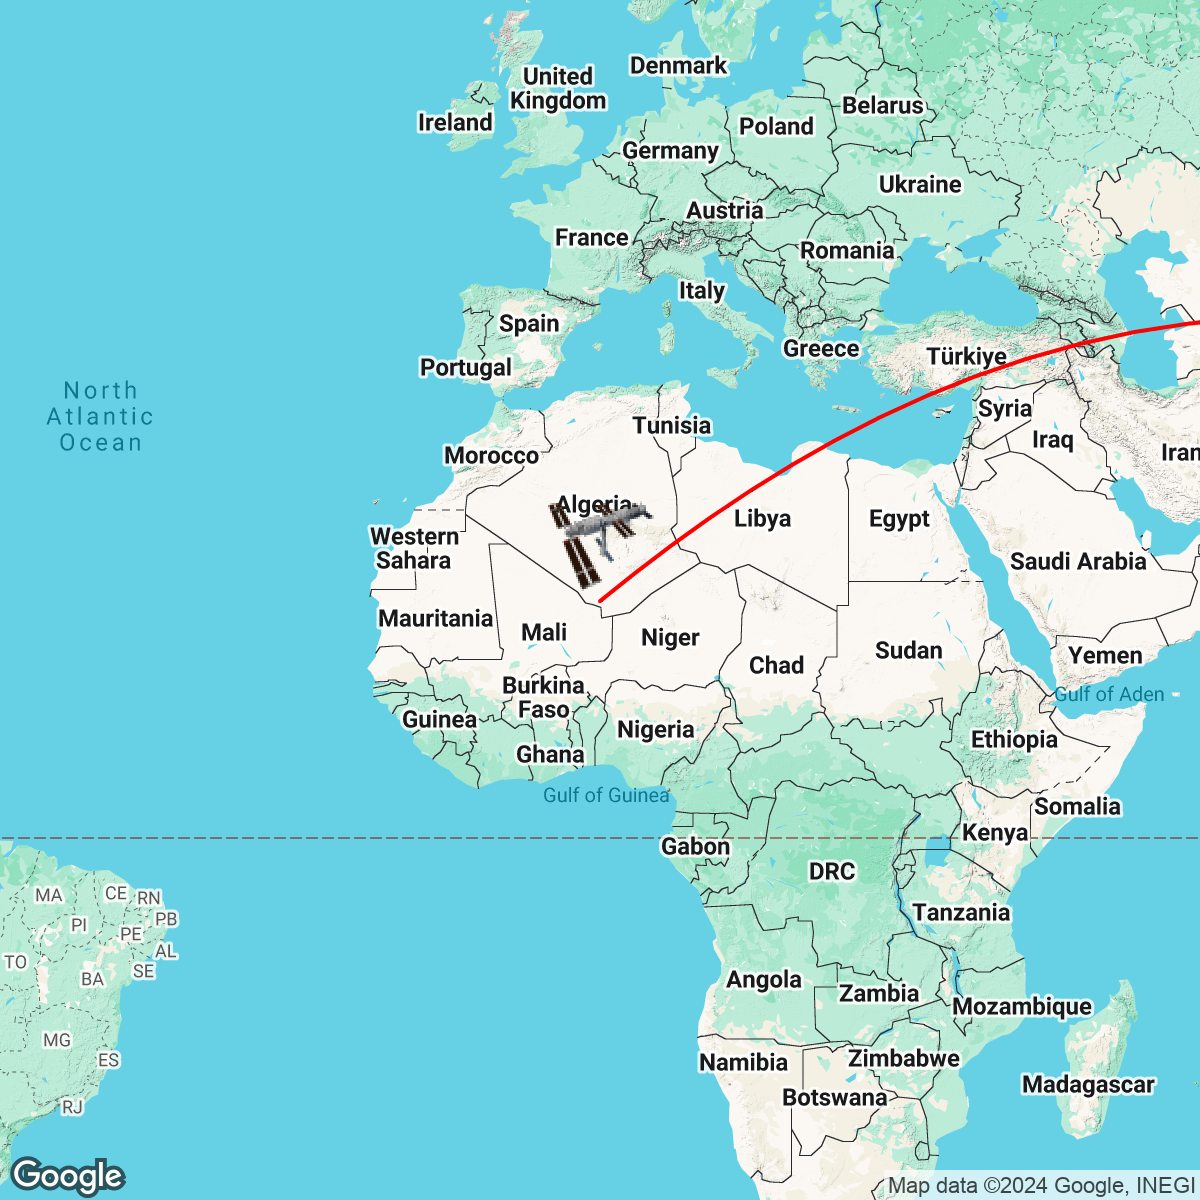 Denmark
United
Kingdom
Ireland
Belarus
Poland
Germany
Ukraine
Austria
France
Romania
Italy
Spain
Greece
Türkiye
Portugal
North
Atlantic
Ocean
Syria
Tunisia
Iraq
Morocco
Iran
Algeria
Libya
Egypt
Western
Sahara
Saudi Arabia
Mauritania
Mali
Niger
Sudan
Yemen
Chad
Burkina
Faso
Gulf of Aden
Guinea
Nigeria
Ethiopia
Ghana
Gulf of Guinea
Somalia
Kenya
Gabon
DRC
MA
CE
RN
Tanzania
PB
PI
PE
AL
TO
SE
BA
Angola
Zambia
Mozambique
MG
ES
Namibia
Zimbabwe
Madagascar
Botswana
RJ
Google
Map data ©2024 Google, INEGI